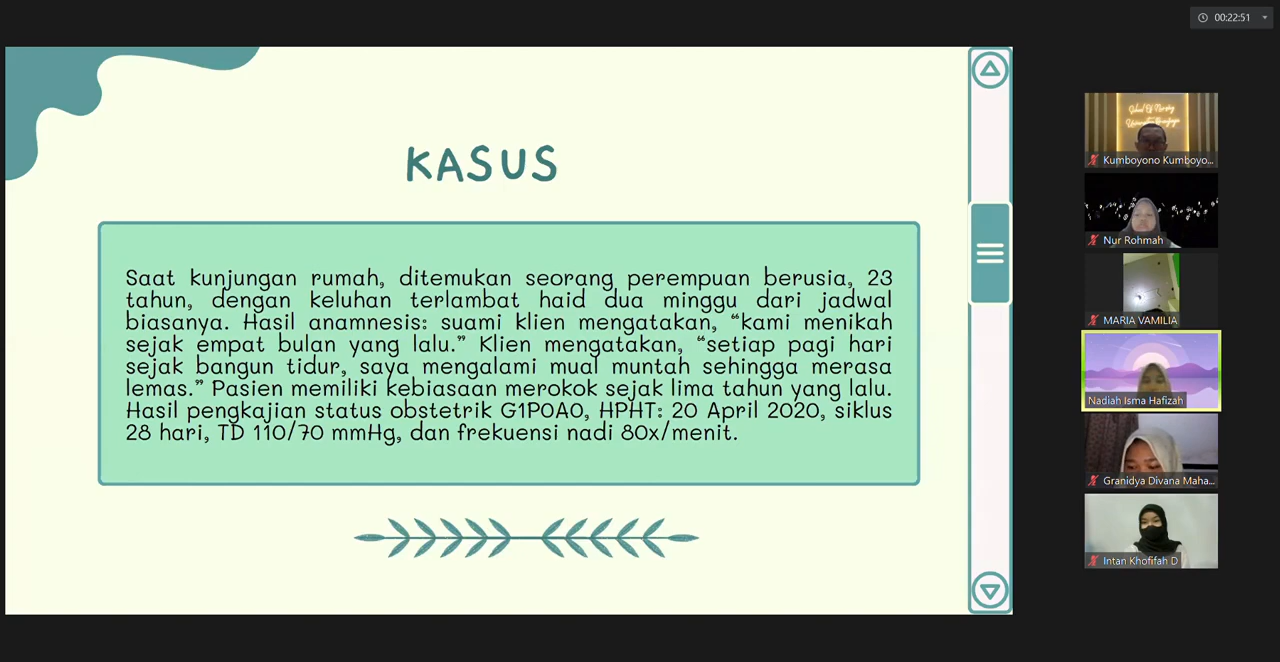 00:22:51
KASUS
Saat kunjungan rumah, ditemukan seorang perempuan berusia, 23
tahun, dengan keluhan terlambat haid dua minggu dari jadwal
biasanya. Hasil anamnesis: suami klien mengatakan, “kami menikah
sejak empat bulan yang lalu.” Klien mengatakan, “setiap pagi hari
sejak bangun tidur, saya mengalami mual muntah sehingga merasa
lemas.” Pasien memiliki kebiasaan merokok sejak lima tahun yang lalu.
Hasil pengkajian status obstetrik G1P0A0, HPHT: 20 April 2020, siklus
28 hari, TD 110/70 mmHg, dan frekuensi nadi 80x/menit.
School Of Nursing
Kumboyono Kumboyo...
Nur Rohmah
MARIA VAMILIA
Nadiah Isma Hafizah
Granidya Divana Maha...
Intan Khofifah D